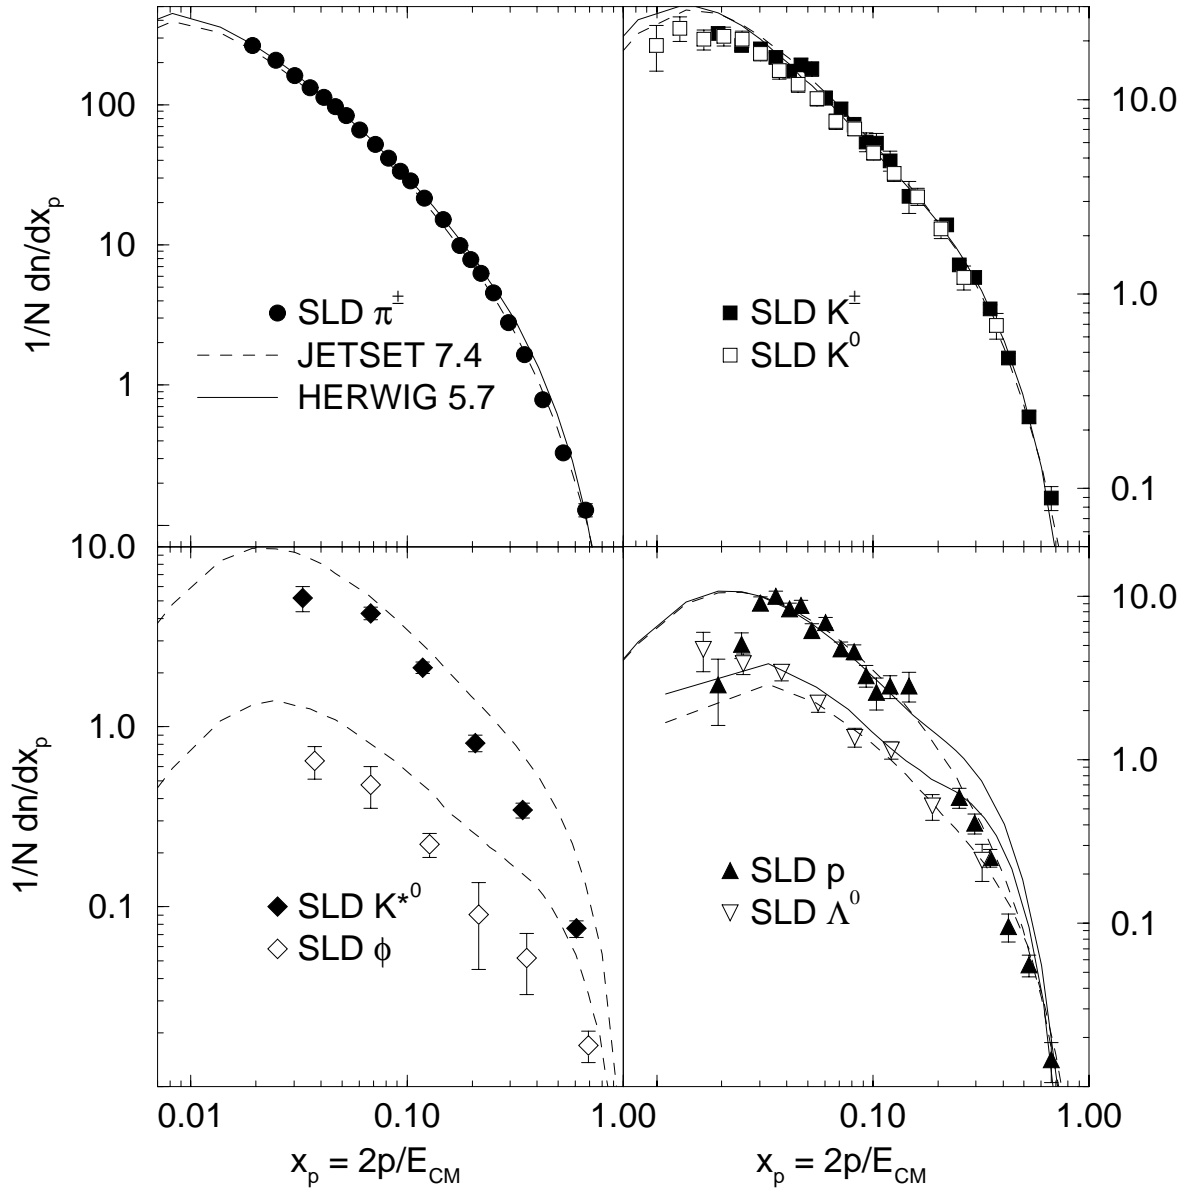 100
10
1
1/N dn/dxₚ
SLD π±
JETSET 7.4
HERWIG 5.7
10.0
1.0
0.1
SLD K±
SLD K⁰
10.0
1.0
0.1
1/N dn/dxₚ
SLD K*⁰
SLD ϕ
10.0
1.0
0.1
SLD p
SLD Λ⁰
0.01 0.10 1.00
0.10 1.00
xₚ = 2p/E_CM
xₚ = 2p/E_CM